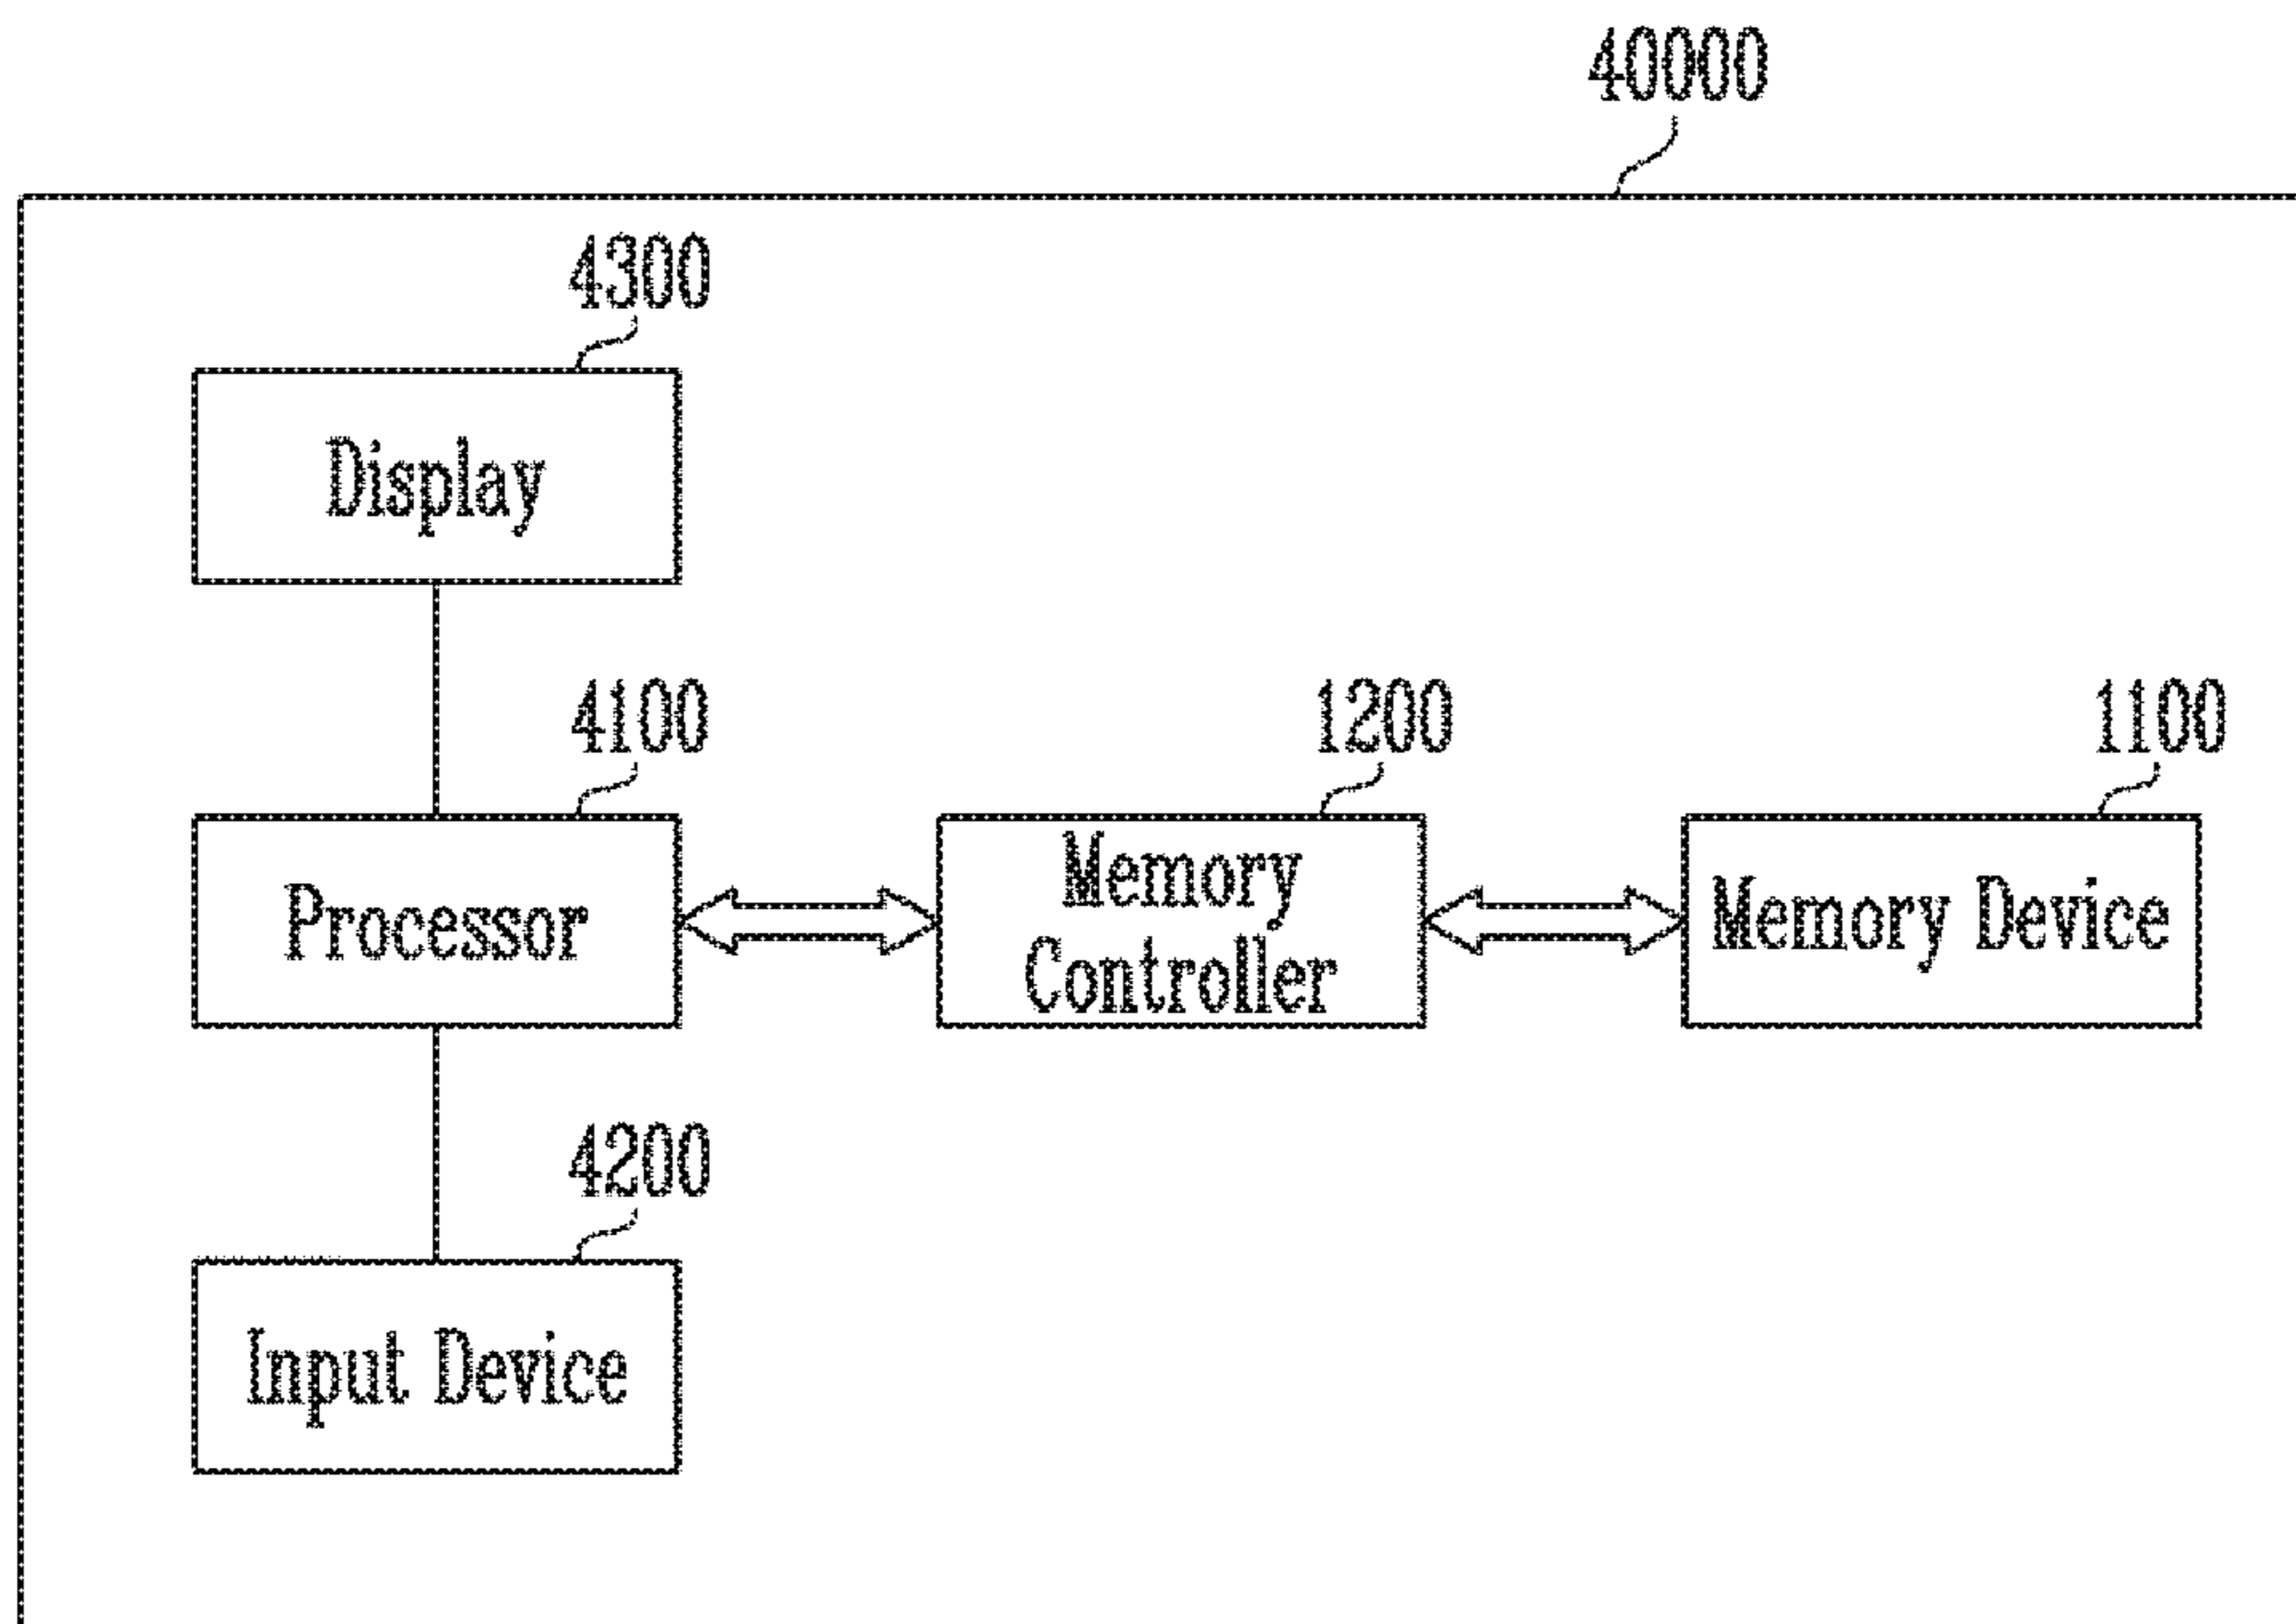 40000
4300
Display
4100
1200
1100
Processor
Memory
Controller
Memory Device
4200
Input Device